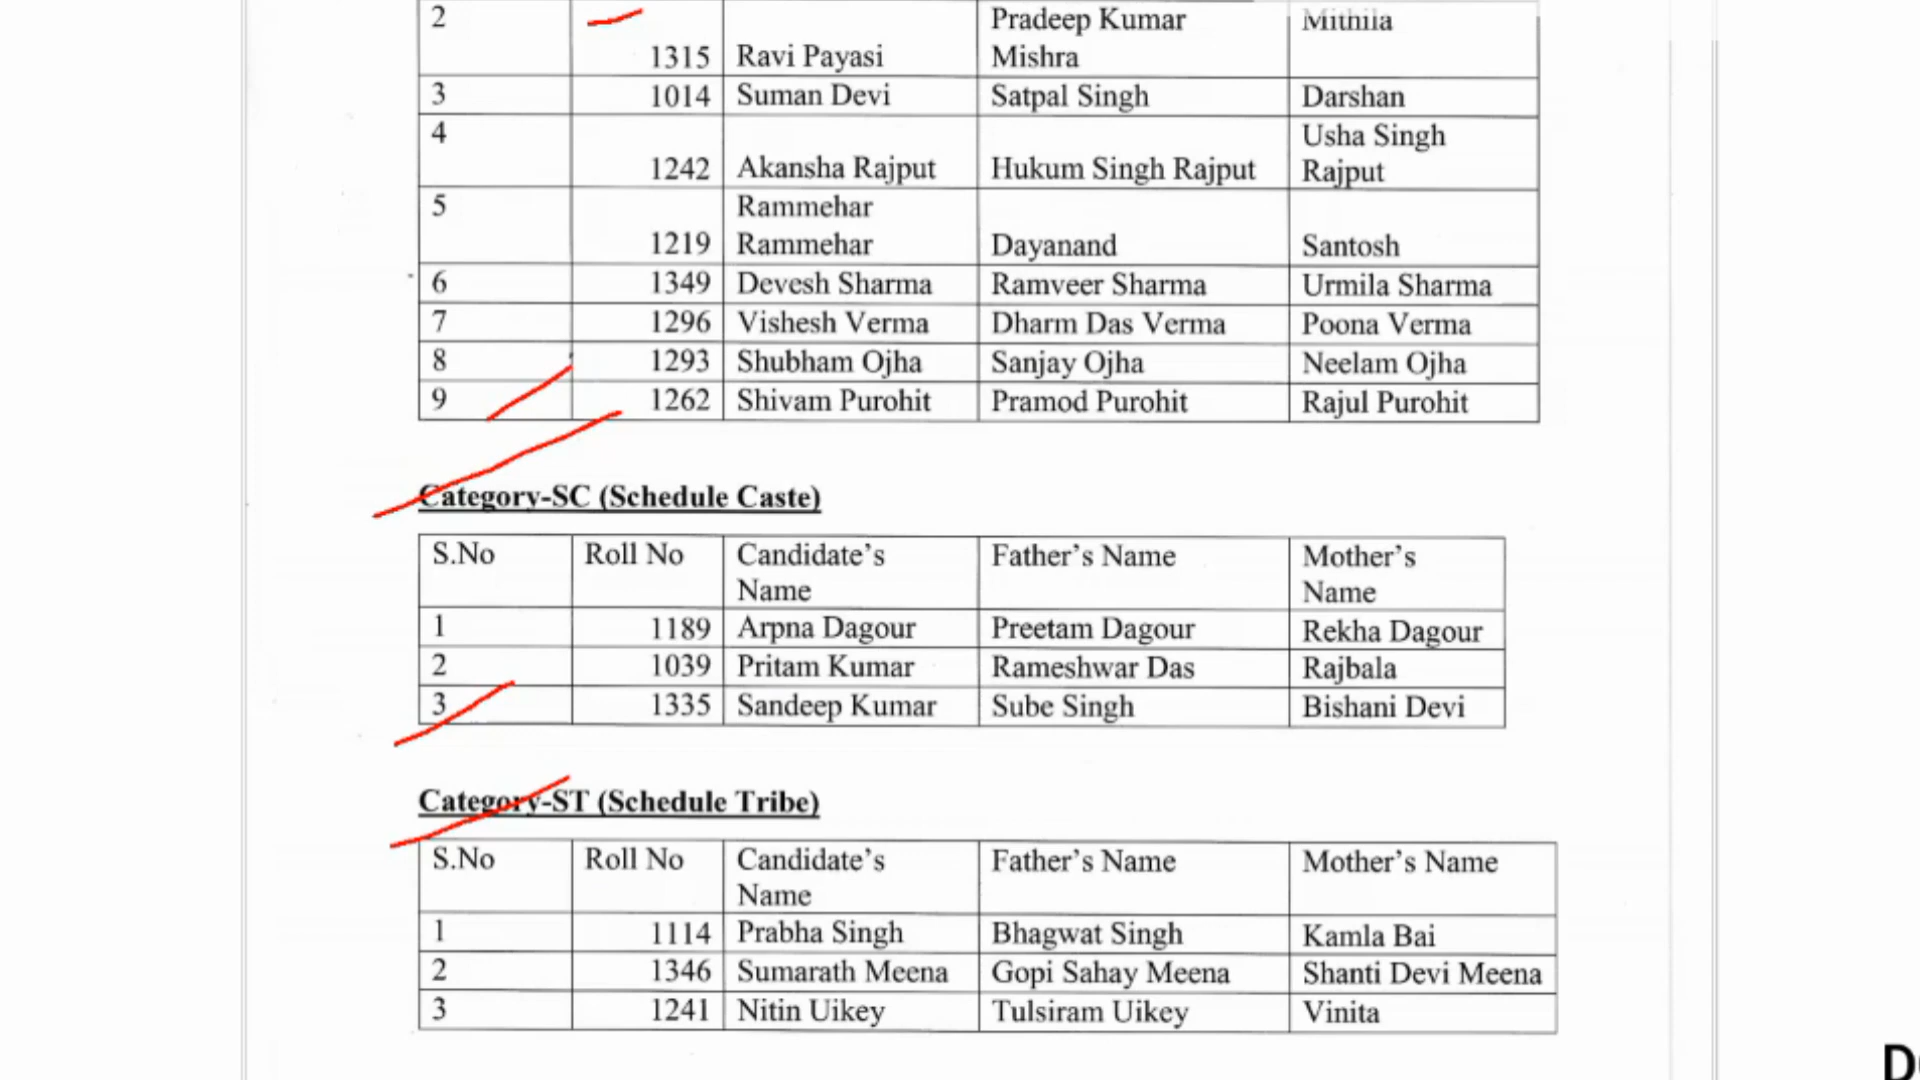 2 Pradeep Kumar Mithila
1315 Ravi Payasi Mishra
3 1014 Suman Devi Satpal Singh Darshan
4 Usha Singh
1242 Akansha Rajput Hukum Singh Rajput Rajput
5 Rammehar
1219 Rammehar Dayanand Santosh
6 1349 Devesh Sharma Ramveer Sharma Urmila Sharma
7 1296 Vishesh Verma Dharm Das Verma Poona Verma
8 1293 Shubham Ojha Sanjay Ojha Neelam Ojha
9 1262 Shivam Purohit Pramod Purohit Rajul Purohit
Category-SC (Schedule Caste)
S.No Roll No Candidate's Father's Name Mother's
Name Name
1 1189 Arpna Dagour Preetam Dagour Rekha Dagour
2 1039 Pritam Kumar Rameshwar Das Rajbala
3 1335 Sandeep Kumar Sube Singh Bishani Devi
Category-ST (Schedule Tribe)
S.No Roll No Candidate's Father's Name Mother's Name
Name
1 1114 Prabha Singh Bhagwat Singh Kamla Bai
2 1346 Sumarath Meena Gopi Sahay Meena Shanti Devi Meena
3 1241 Nitin Uikey Tulsiram Uikey Vinita